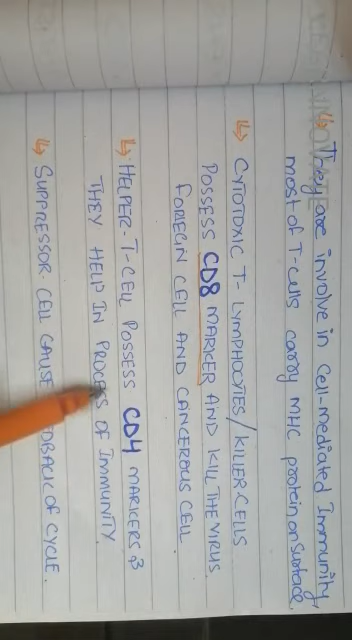 ↳ They are involve in Cell-mediated Immunity,
most of T-cells carry MHC protein on surface.
↳ CYTOTOXIC T- LYMPHOCYTES/KILLER CELLS
POSSESS CD8 MARKER AND KILL THE VIRUS
FOREIGN CELL AND CANCEROUS CELL
↳ HELPER-T-CELL POSSESS CD4 MARKERS &
THEY HELP IN PROCESS OF IMMUNITY.
↳ SUPPRESSOR CELL CAUSE OF CYCLE.